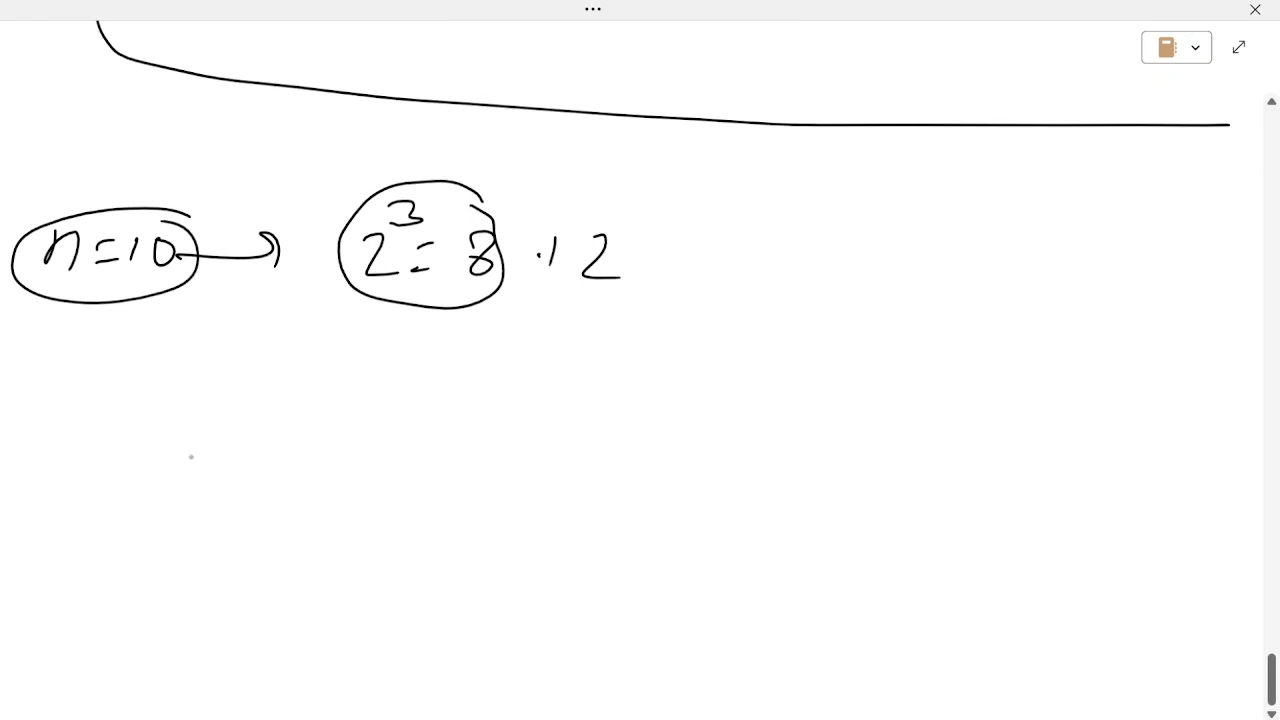 n=10 → 2³ = 8 + 2